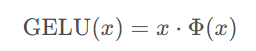 GELU(x) = x · Φ(x)